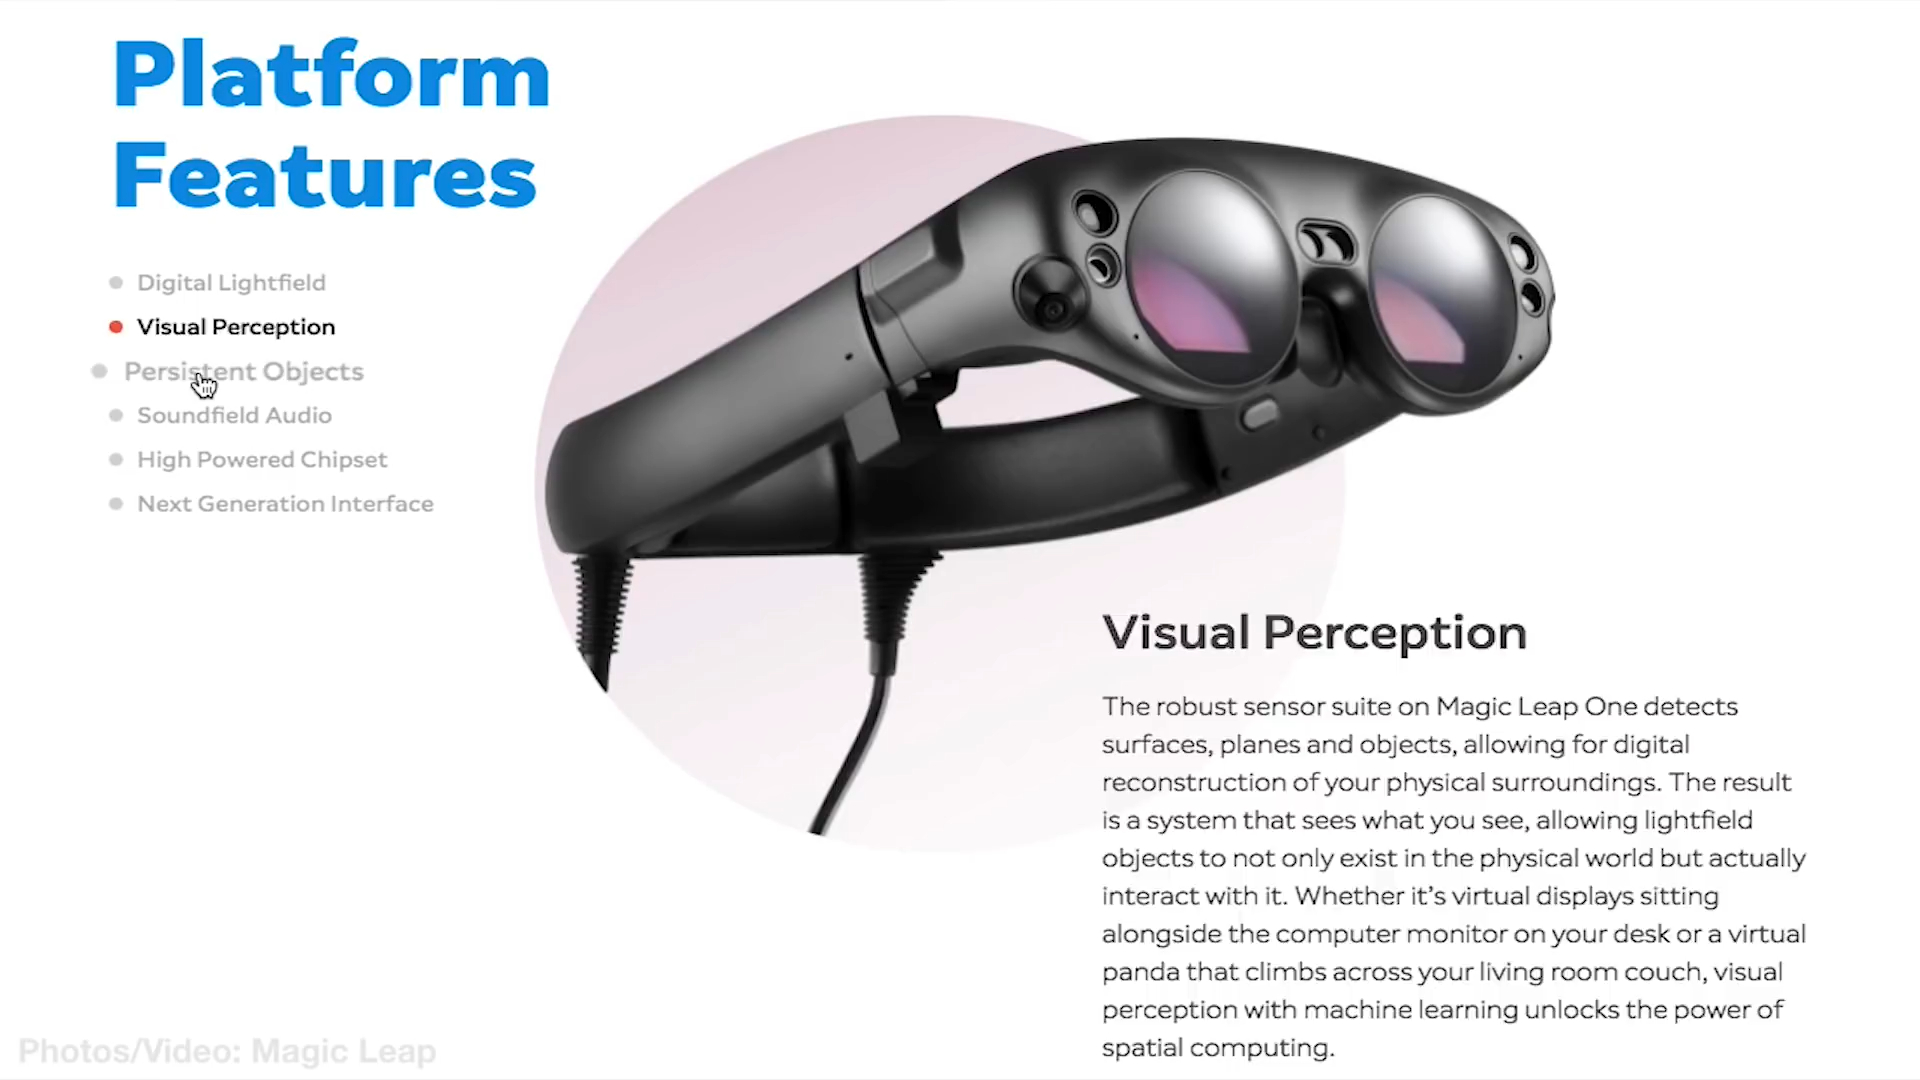 Platform
Features
Digital Lightfield
Visual Perception
Persistent Objects
Soundfield Audio
High Powered Chipset
Next Generation Interface
Visual Perception
The robust sensor suite on Magic Leap One detects
surfaces, planes and objects, allowing for digital
reconstruction of your physical surroundings. The result
is a system that sees what you see, allowing lightfield
objects to not only exist in the physical world but actually
interact with it. Whether it’s virtual displays sitting
alongside the computer monitor on your desk or a virtual
panda that climbs across your living room couch, visual
perception with machine learning unlocks the power of
spatial computing.
Photos/Video: Magic Leap